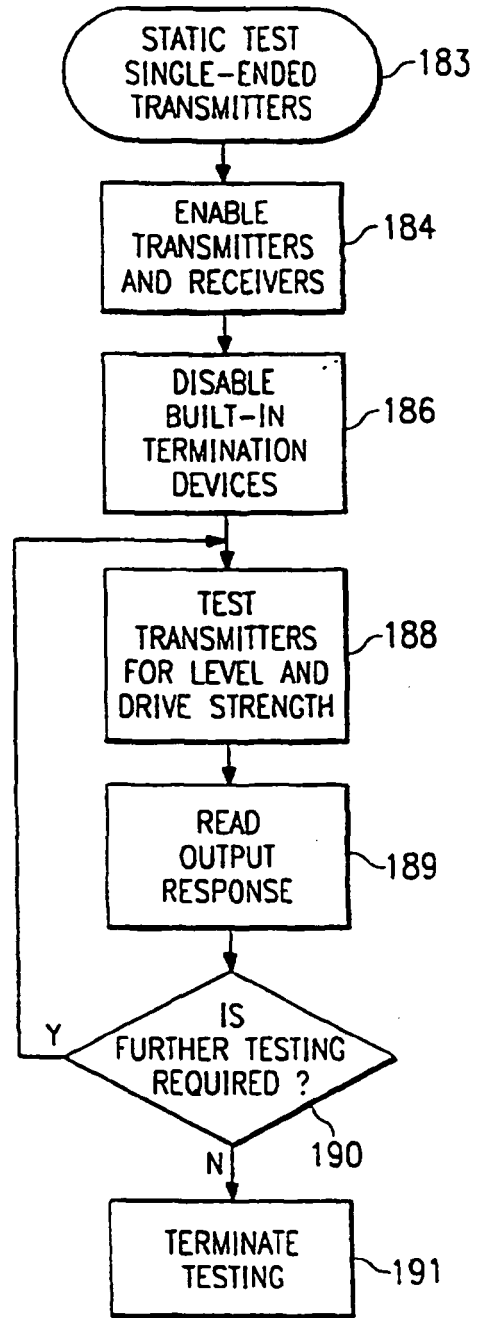 STATIC TEST
SINGLE-ENDED
TRANSMITTERS
183
ENABLE
TRANSMITTERS
AND RECEIVERS
184
DISABLE
BUILT-IN
TERMINATION
DEVICES
186
TEST
TRANSMITTERS
FOR LEVEL AND
DRIVE STRENGTH
188
READ
OUTPUT
RESPONSE
189
IS
FURTHER TESTING
REQUIRED ?
190
Y
N
TERMINATE
TESTING
191